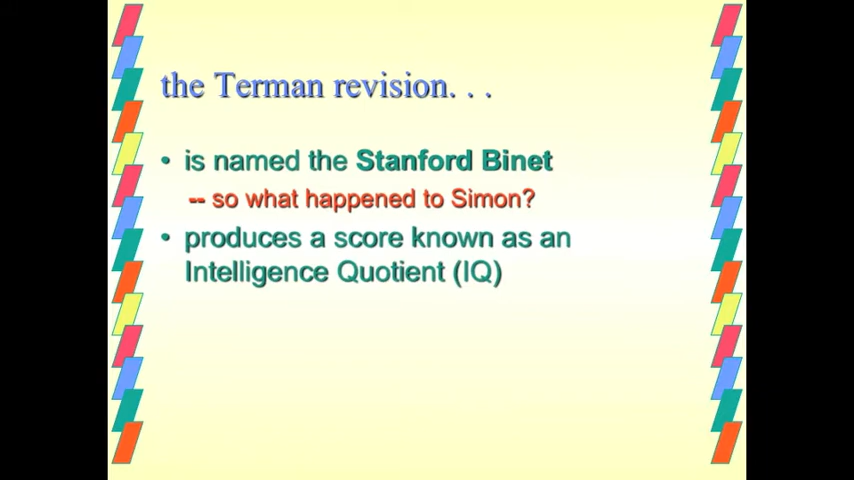 the Terman revision. . .
• is named the Stanford Binet
-- so what happened to Simon?
• produces a score known as an
Intelligence Quotient (IQ)